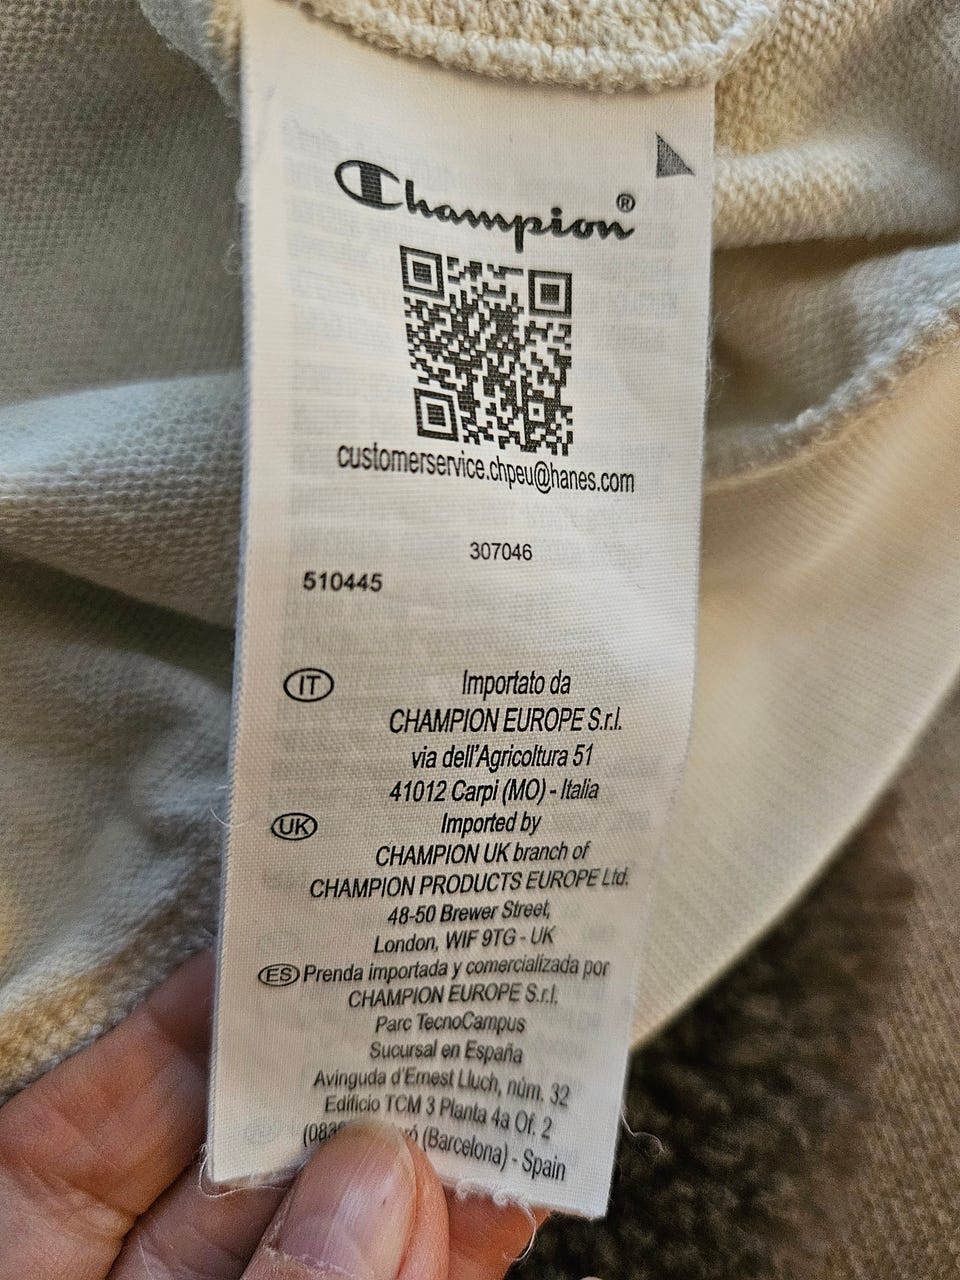 Champion®
customerservice.chpeu@hanes.com
307046
510445
IT Importato da
CHAMPION EUROPE S.r.l.
via dell'Agricoltura 51
41012 Carpi (MO) - Italia
UK Imported by
CHAMPION UK branch of
CHAMPION PRODUCTS EUROPE Ltd.
48-50 Brewer Street,
London, WIF 9TG - UK
ES Prenda importada y comercializada por
CHAMPION EUROPE S.r.l.
Parc TecnoCampus
Sucursal en España
Avinguda d'Ernest Lluch, núm. 32
Edificio TCM 3 Planta 4a Of. 2
(Barcelona) - Spain